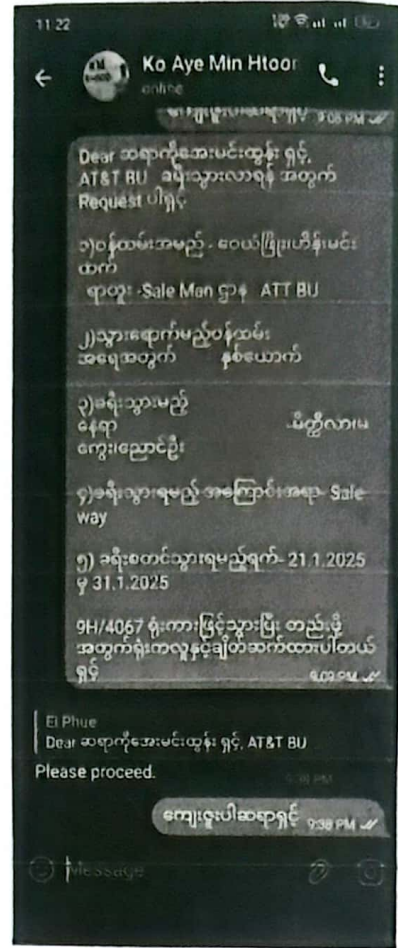 11:22
Ko Aye Min Htoon
online
9:05 PM
Dear ဆရာကိုအေးမင်းထွန်း ရှင့်,
AT&T BU ခရီးသွားလာရန် အတွက်
Request ပါရှင့်
၁)ဝန်ထမ်းအမည် - ဝေယံဖြိုး၊ဟိန်းမင်း
ထက်
ရာထူး -Sale Man ဌာန ATT BU
၂)သွားရောက်မည့်ဝန်ထမ်း
အရေအတွက် နှစ်ယောက်
၃)ခရီးသွားမည့်
နေရာ -မိတ္ထီလာ၊မ
ကွေး၊ညောင်ဦး
၄)ခရီးသွားရမည့် အကြောင်းအရာ- Sale
way
၅) ခရီးစတင်သွားရမည့်ရက်- 21.1.2025
မှ 31.1.2025
9H/4067 ရုံးကားဖြင့်သွားပြီး တည်းဖို့
အတွက်ရုံးကလူနှင့်ချိတ်ဆက်ထားပါတယ်
ရှင့်
9:09 PM
Ei Phue
Dear ဆရာကိုအေးမင်းထွန်း ရှင့်, AT&T BU
Please proceed.
ကျေးဇူးပါဆရာရှင့် 9:38 PM
Message